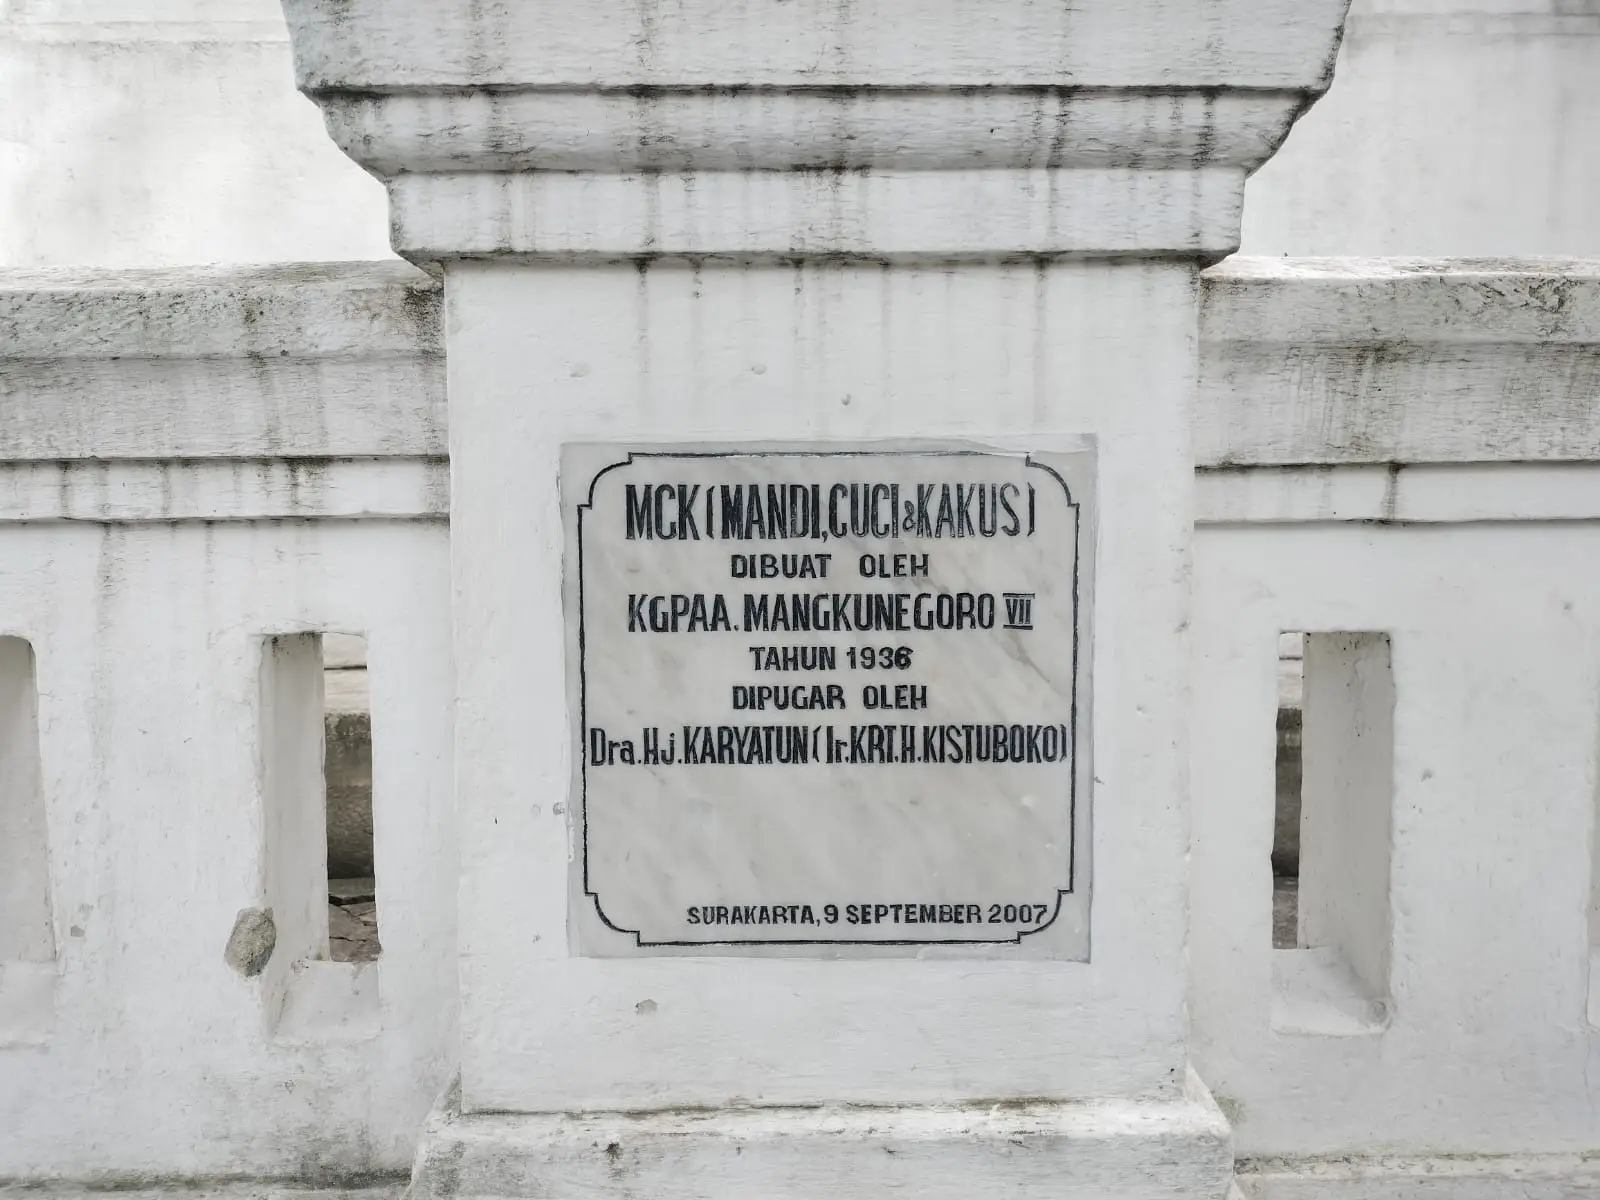 MCK (MANDI, CUCI & KAKUS)
DIBUAT OLEH
KGPAA. MANGKUNEGORO VII
TAHUN 1936
DIPUGAR OLEH
Dra. Hj. KARYATUN (Ir. KRT. H. KISTUBOKO)
SURAKARTA, 9 SEPTEMBER 2007